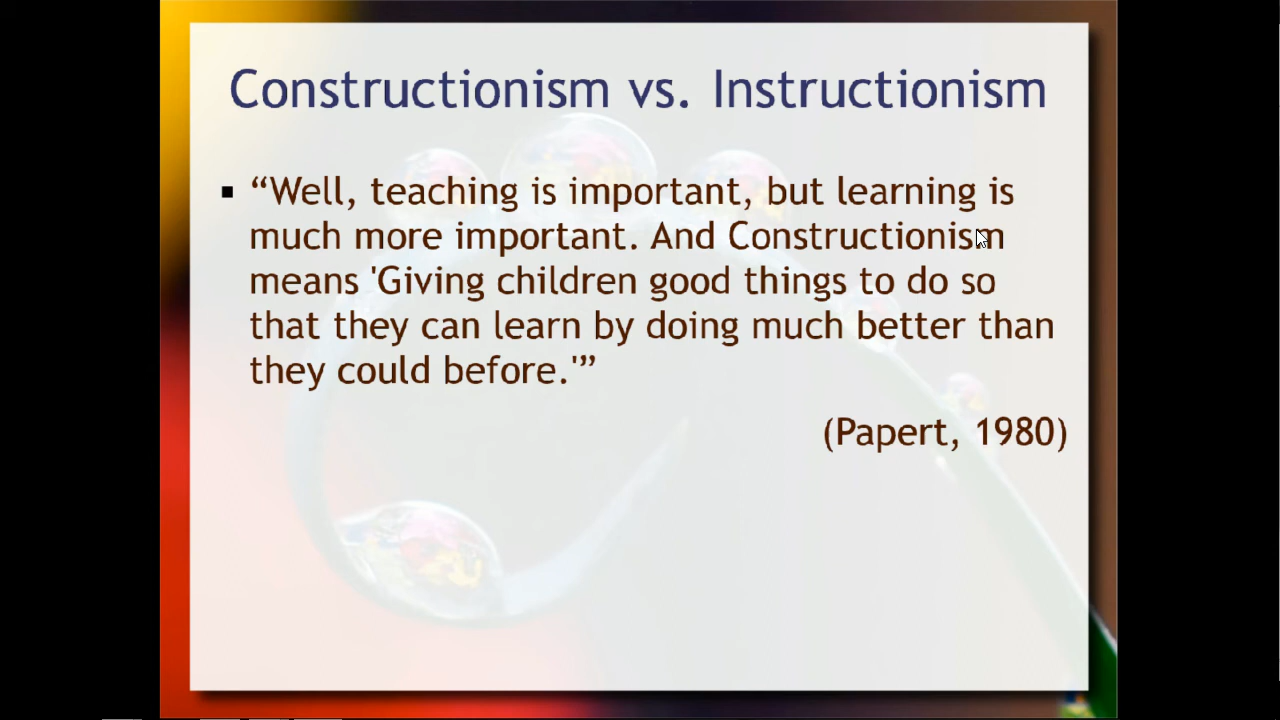 Constructionism vs. Instructionism
▪ “Well, teaching is important, but learning is
much more important. And Constructionism
means 'Giving children good things to do so
that they can learn by doing much better than
they could before.'”
(Papert, 1980)